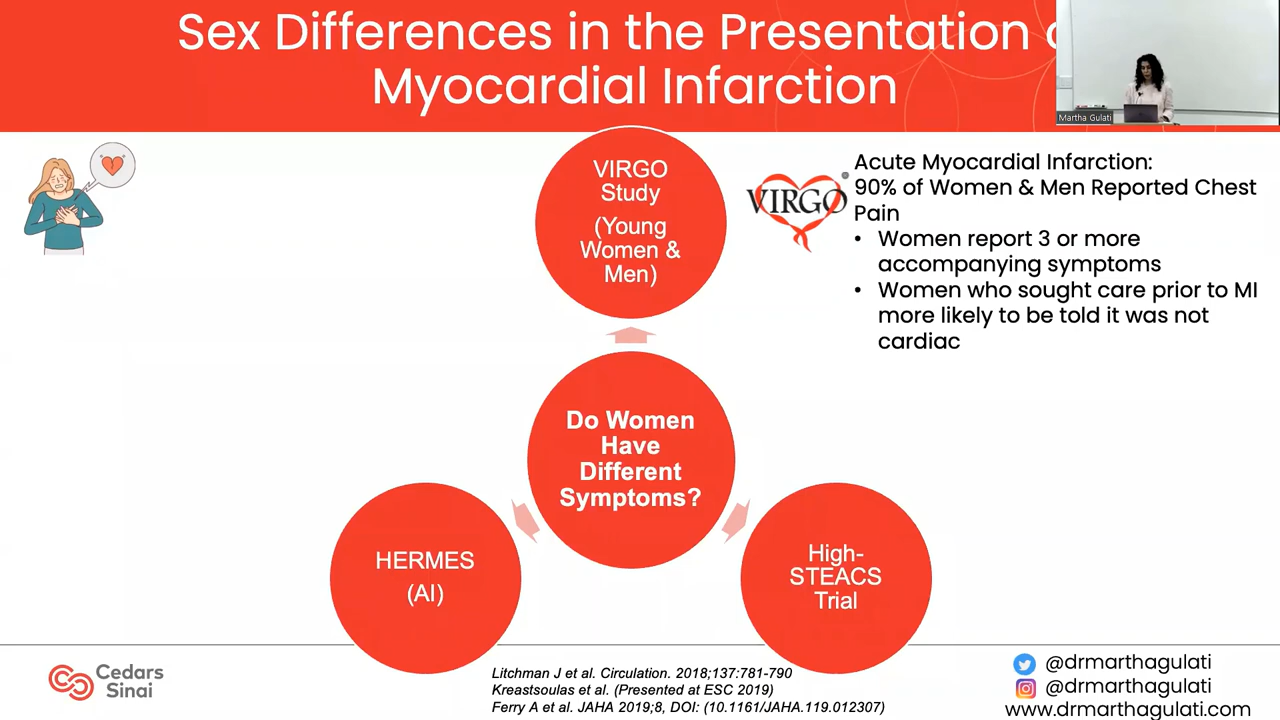 Sex Differences in the Presentation
Myocardial Infarction
Martha Gulati
VIRGO
Study
(Young
Women &
Men)
VIRGO
Acute Myocardial Infarction:
90% of Women & Men Reported Chest
Pain
• Women report 3 or more
accompanying symptoms
• Women who sought care prior to MI
more likely to be told it was not
cardiac
Do Women
Have
Different
Symptoms?
HERMES
(AI)
High-
STEACS
Trial
Cedars
Sinai
Litchman J et al. Circulation. 2018;137:781-790
Kreastsoulas et al. (Presented at ESC 2019)
Ferry A et al. JAHA 2019;8, DOI: (10.1161/JAHA.119.012307)
@drmarthagulati
@drmarthagulati
www.drmarthagulati.com